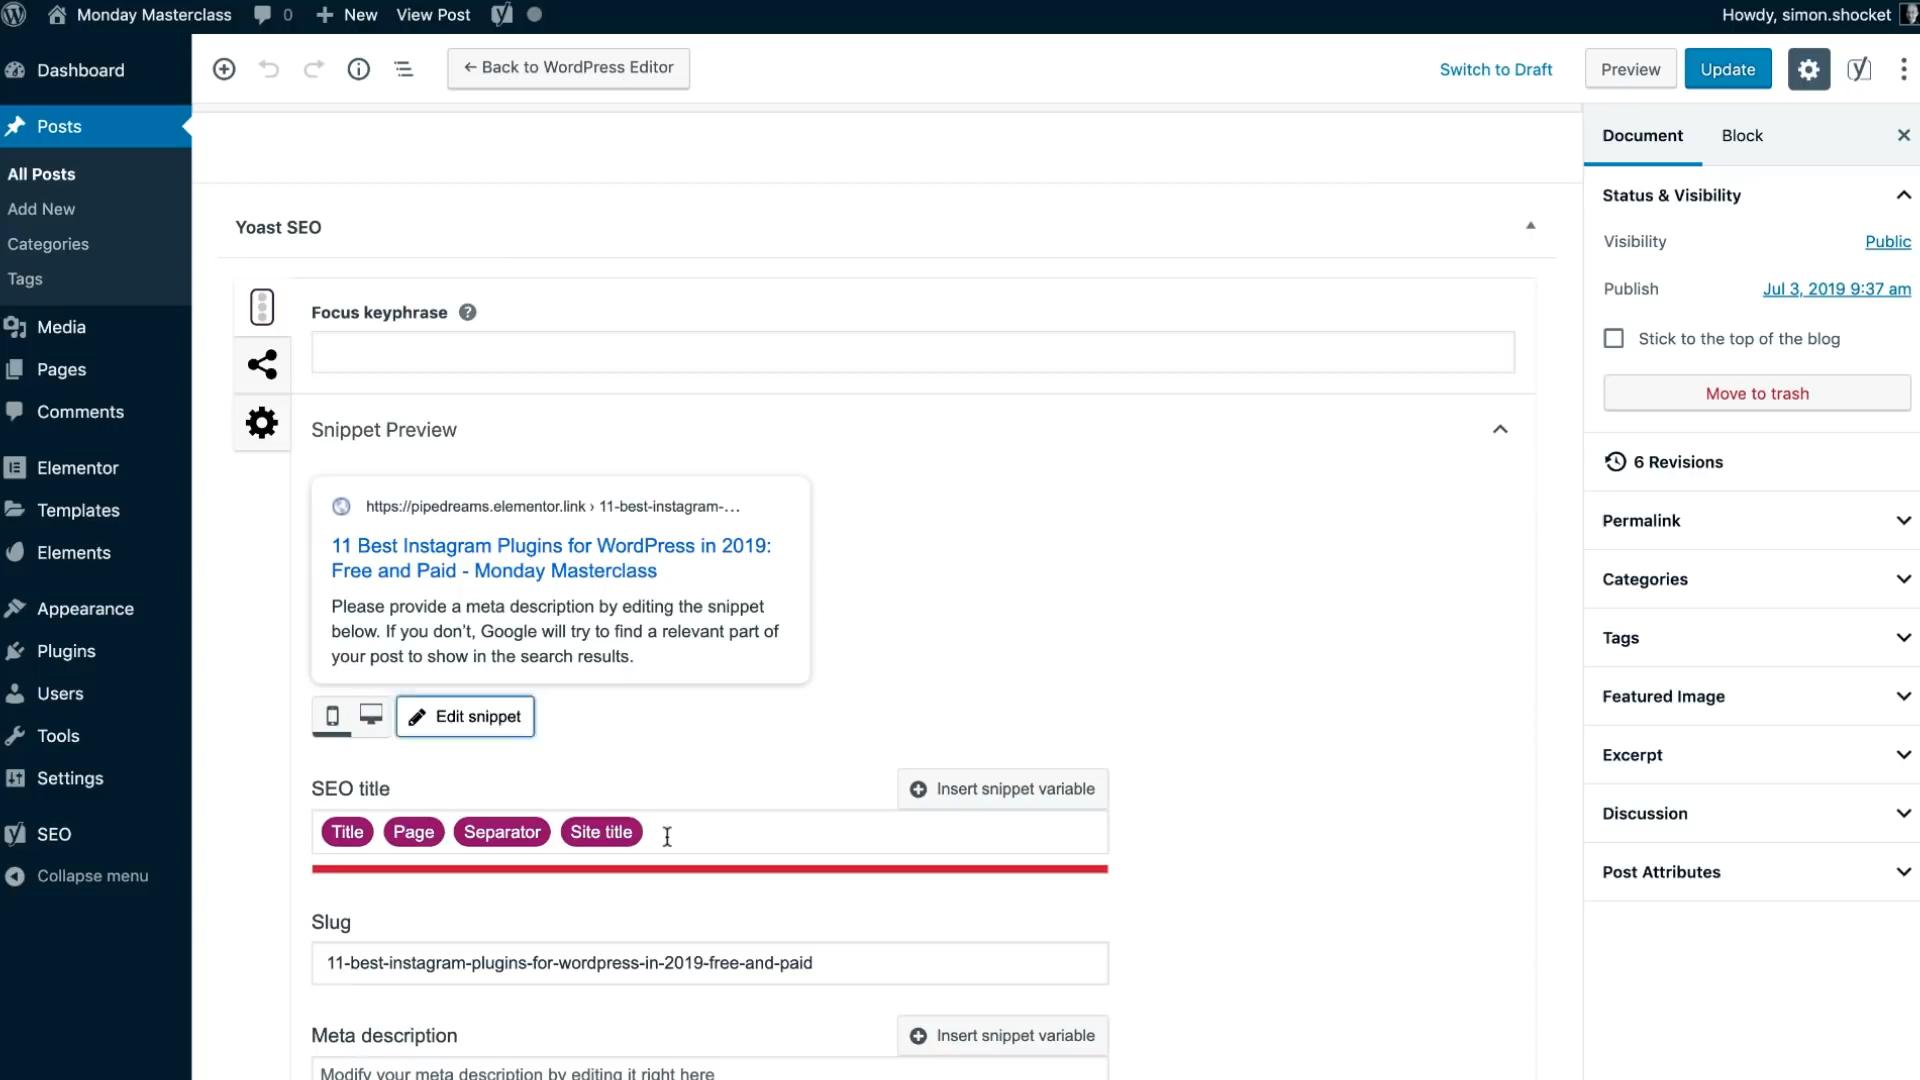 Monday Masterclass 0 New View Post Howdy, simon.shocket
← Back to WordPress Editor Switch to Draft Preview Update
Dashboard
Posts
All Posts
Add New
Categories
Tags
Media
Pages
Comments
Elementor
Templates
Elements
Appearance
Plugins
Users
Tools
Settings
SEO
Collapse menu
Yoast SEO
Focus keyphrase ?
Snippet Preview
https://pipedreams.elementor.link › 11-best-instagram-...
11 Best Instagram Plugins for WordPress in 2019:
Free and Paid - Monday Masterclass
Please provide a meta description by editing the snippet
below. If you don't, Google will try to find a relevant part of
your post to show in the search results.
Edit snippet
SEO title Insert snippet variable
Title Page Separator Site title
Slug
11-best-instagram-plugins-for-wordpress-in-2019-free-and-paid
Meta description Insert snippet variable
Modify your meta description by editing it right here
Document Block
Status & Visibility
Visibility Public
Publish Jul 3, 2019 9:37 am
Stick to the top of the blog
Move to trash
6 Revisions
Permalink
Categories
Tags
Featured Image
Excerpt
Discussion
Post Attributes